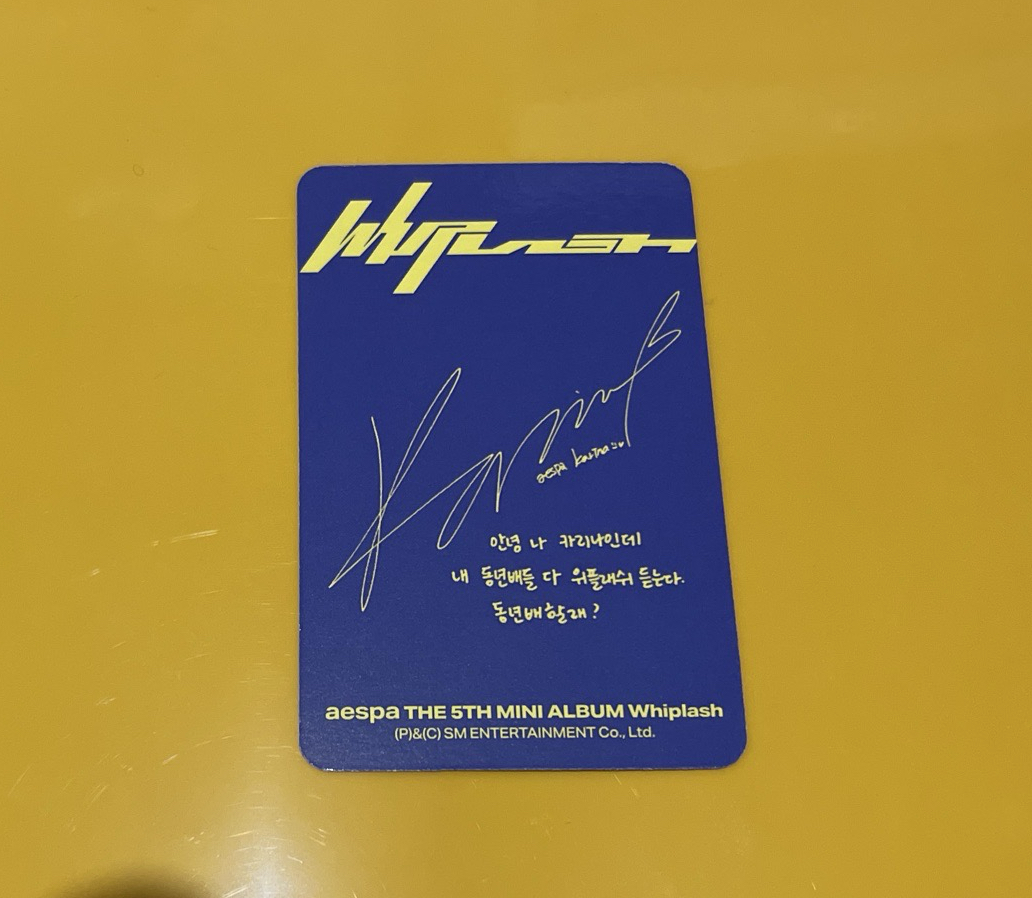 Whiplash
Karina
aespa karina
안녕 나 카리나인데
내 동년배들 다 위플래쉬 듣는다.
동년배할래?
aespa THE 5TH MINI ALBUM Whiplash
(P)&(C) SM ENTERTAINMENT Co., Ltd.